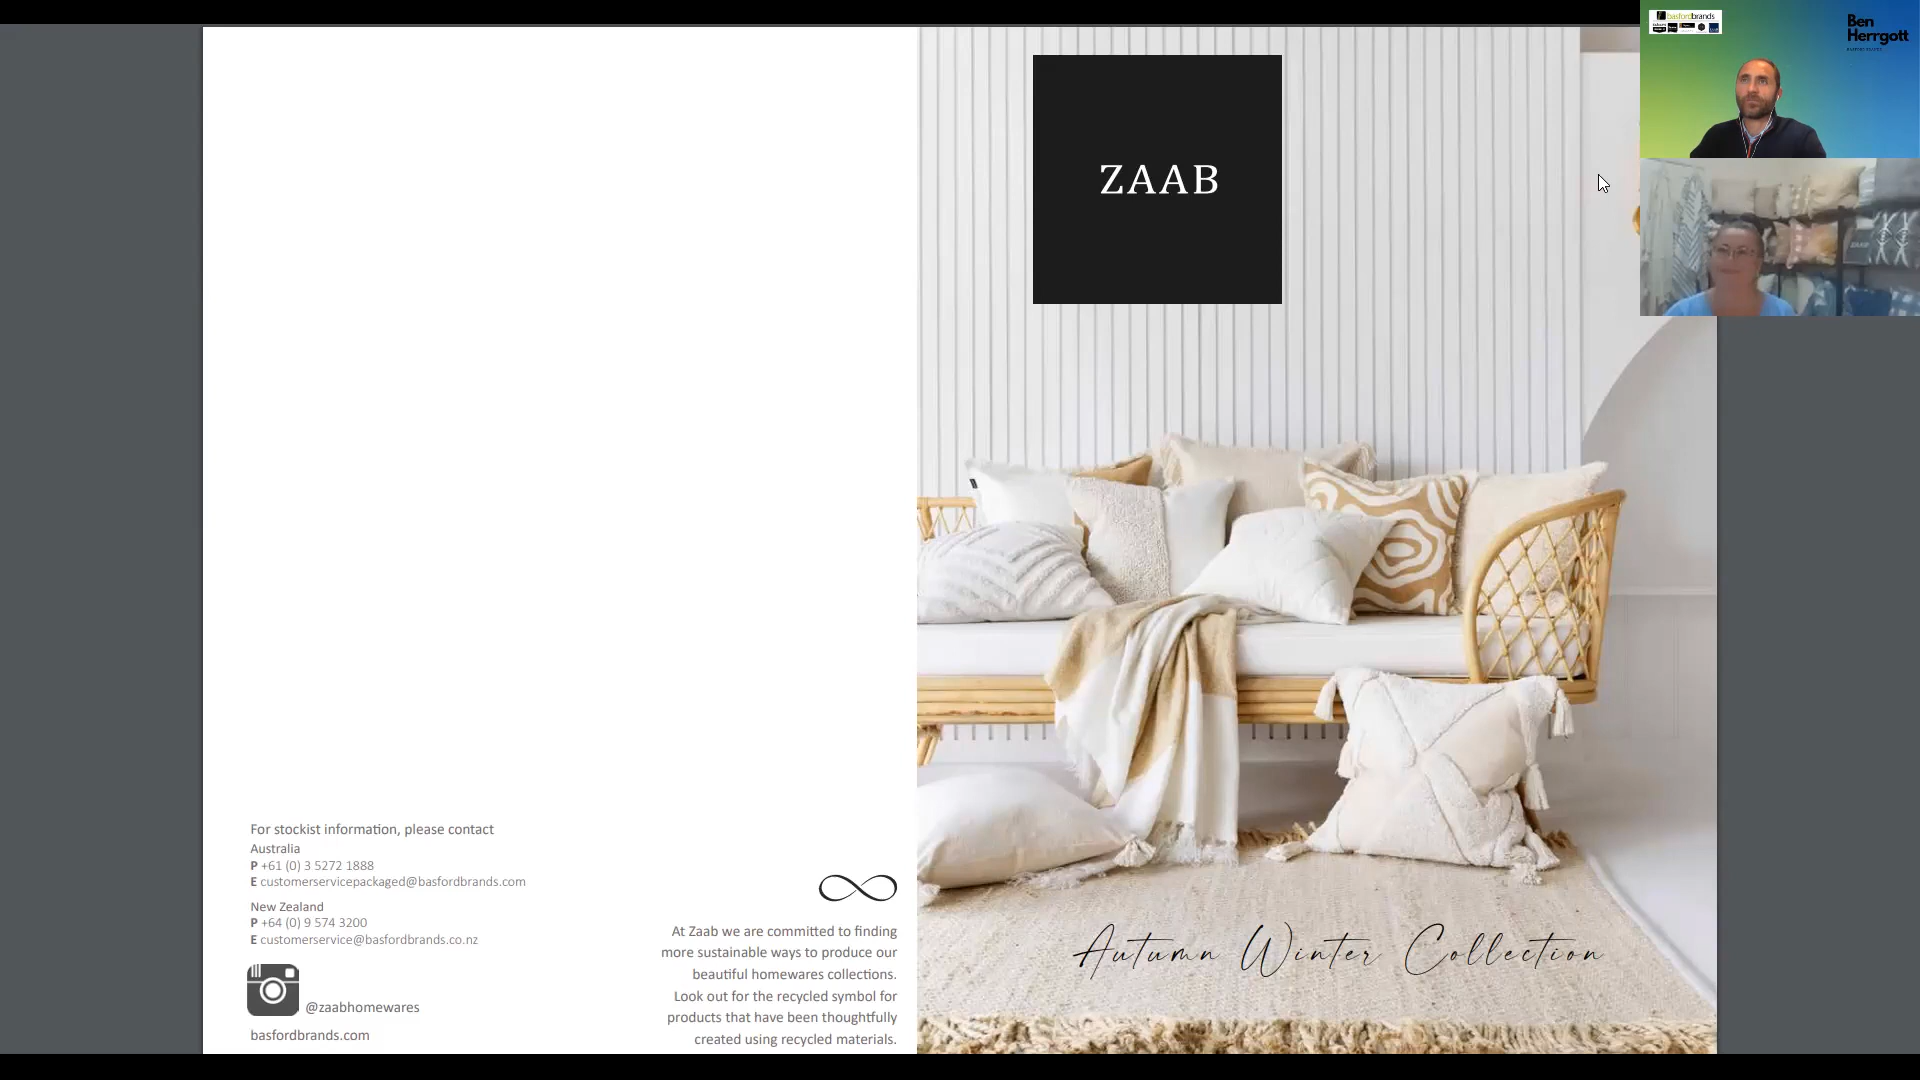 ZAAB
Autumn Winter Collection
For stockist information, please contact
Australia
P +61 (0) 3 5272 1888
E customerservicepackaged@basfordbrands.com
New Zealand
P +64 (0) 9 574 3200
E customerservice@basfordbrands.co.nz
@zaabhomewares
basfordbrands.com
At Zaab we are committed to finding
more sustainable ways to produce our
beautiful homewares collections.
Look out for the recycled symbol for
products that have been thoughtfully
created using recycled materials.
basfordbrands
Ben
Herrgott